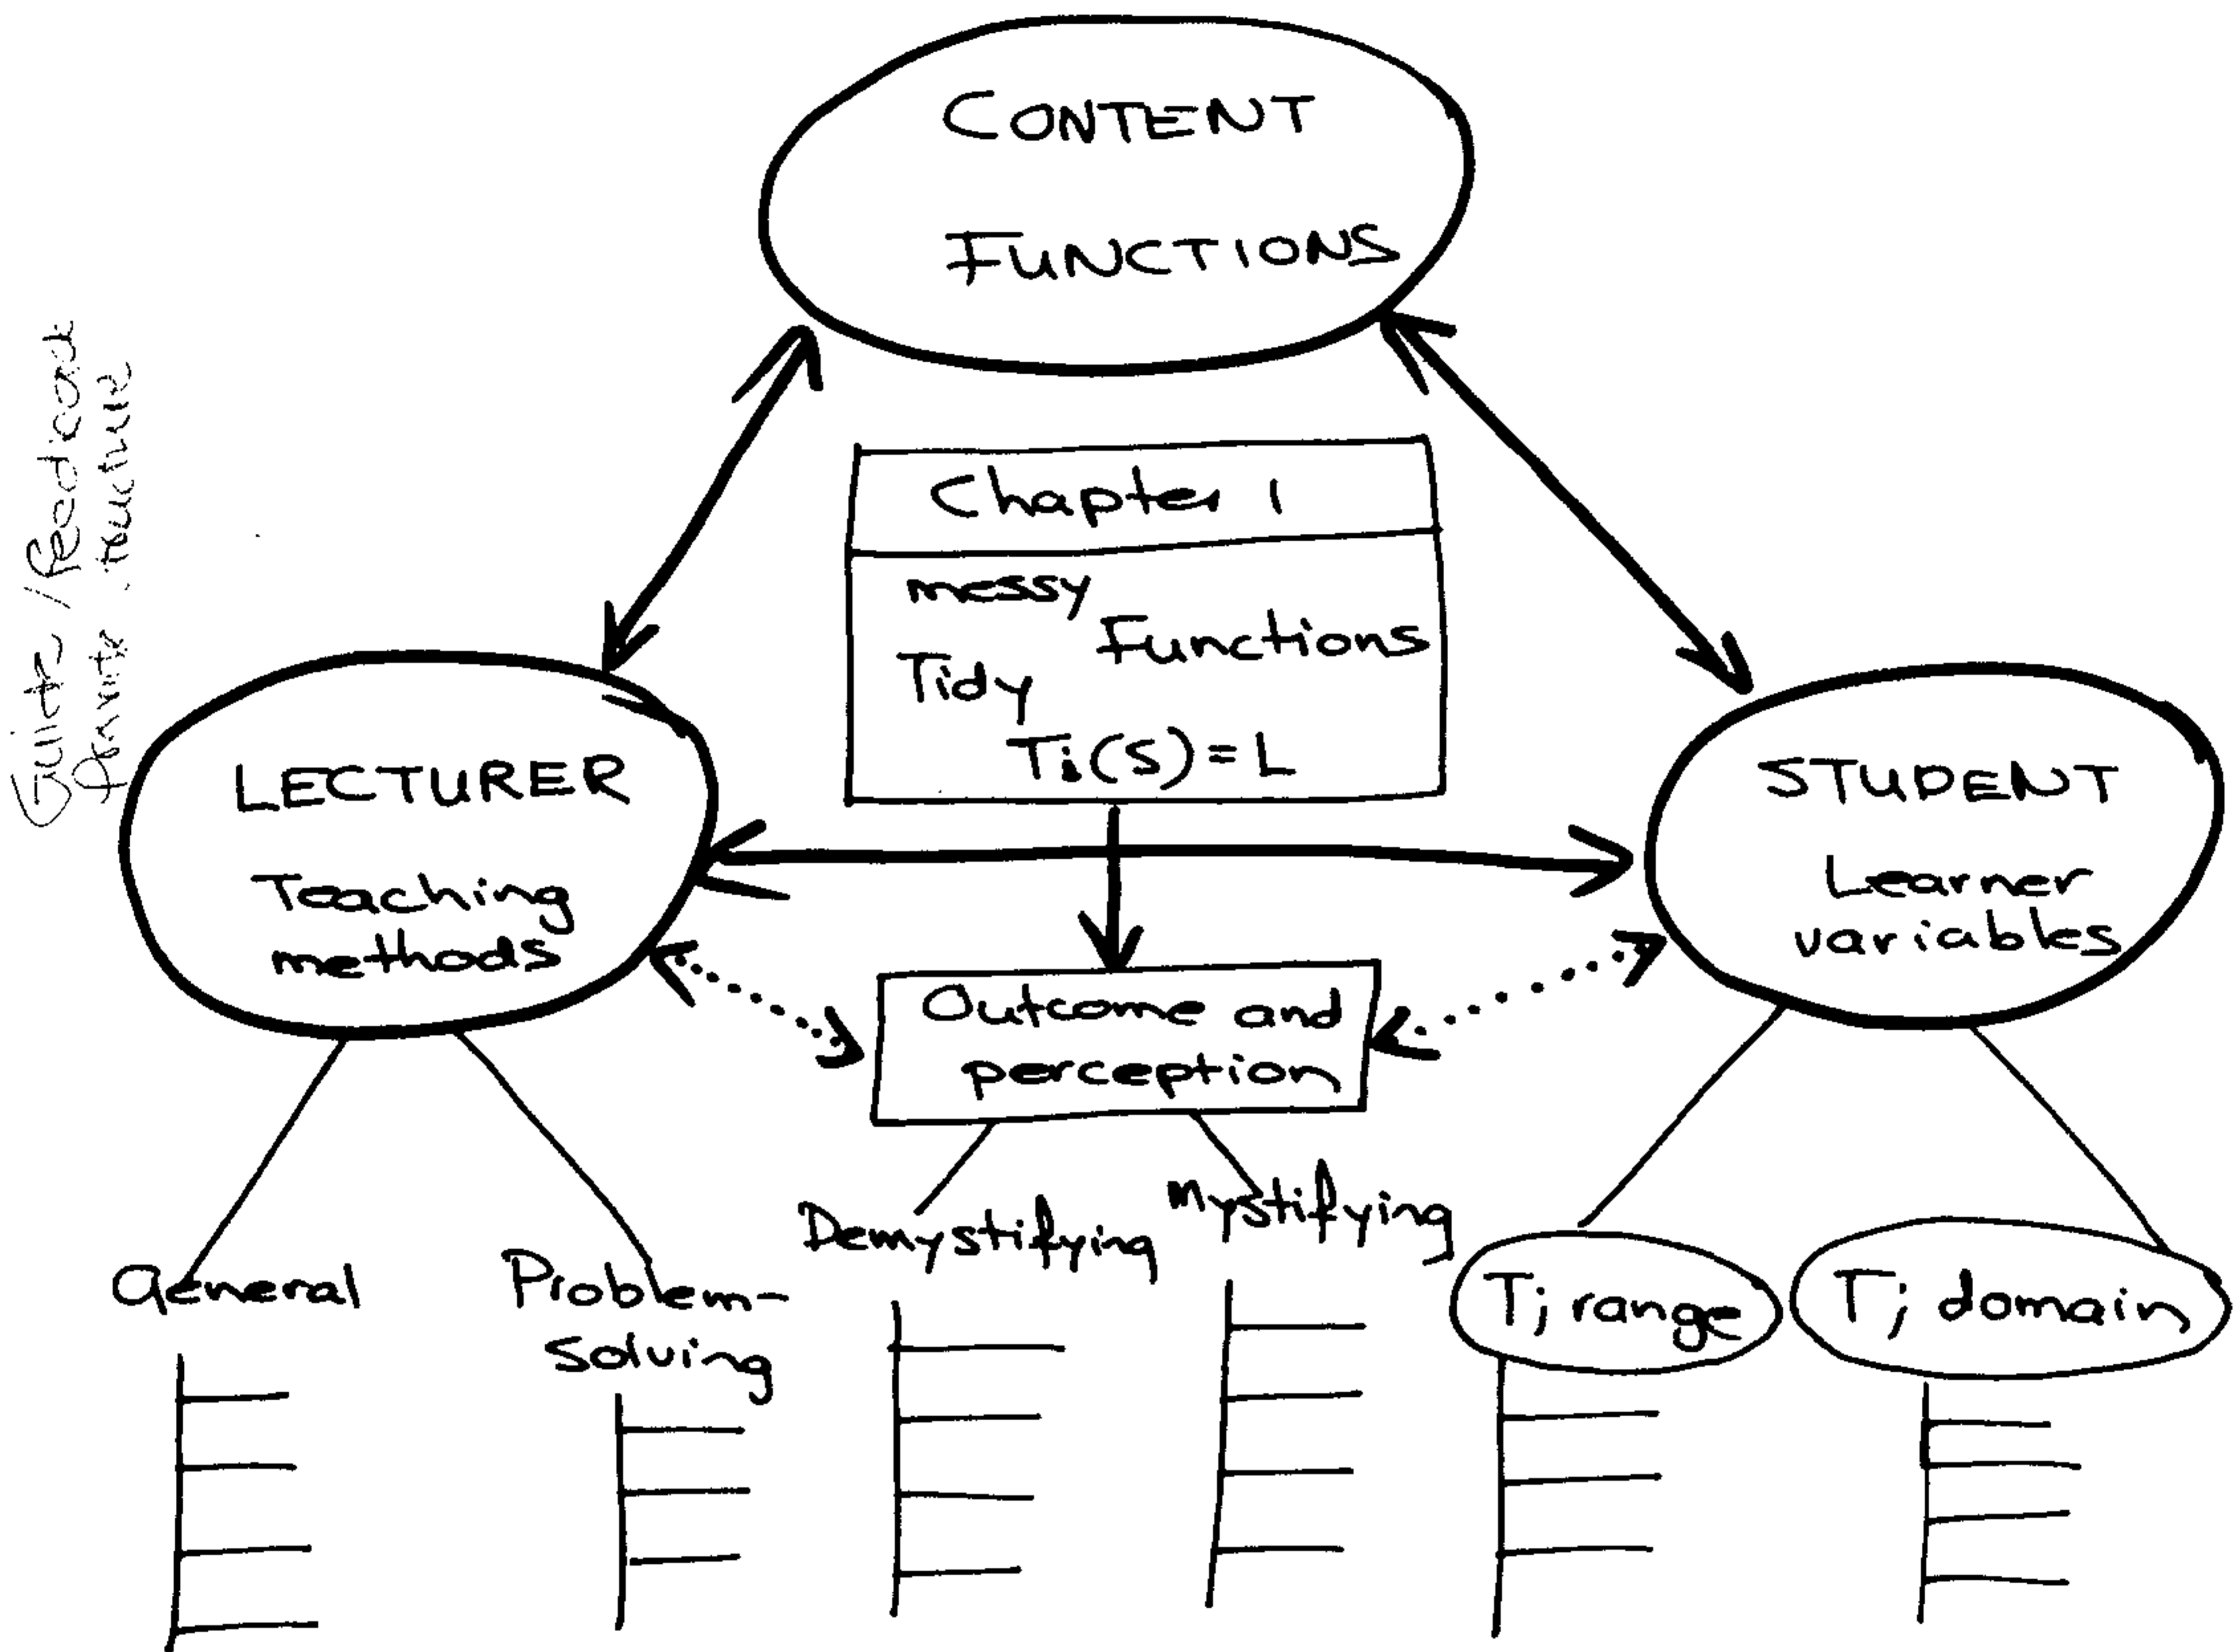 CONTENT
FUNCTIONS
Chapter 1
messy
Functions
Tidy
Ti(S) = L
LECTURER
Teaching
methods
STUDENT
Learner
variables
Outcome and
perception
General
Problem-
solving
Demystifying
Mystifying
Tj range
Tj domain